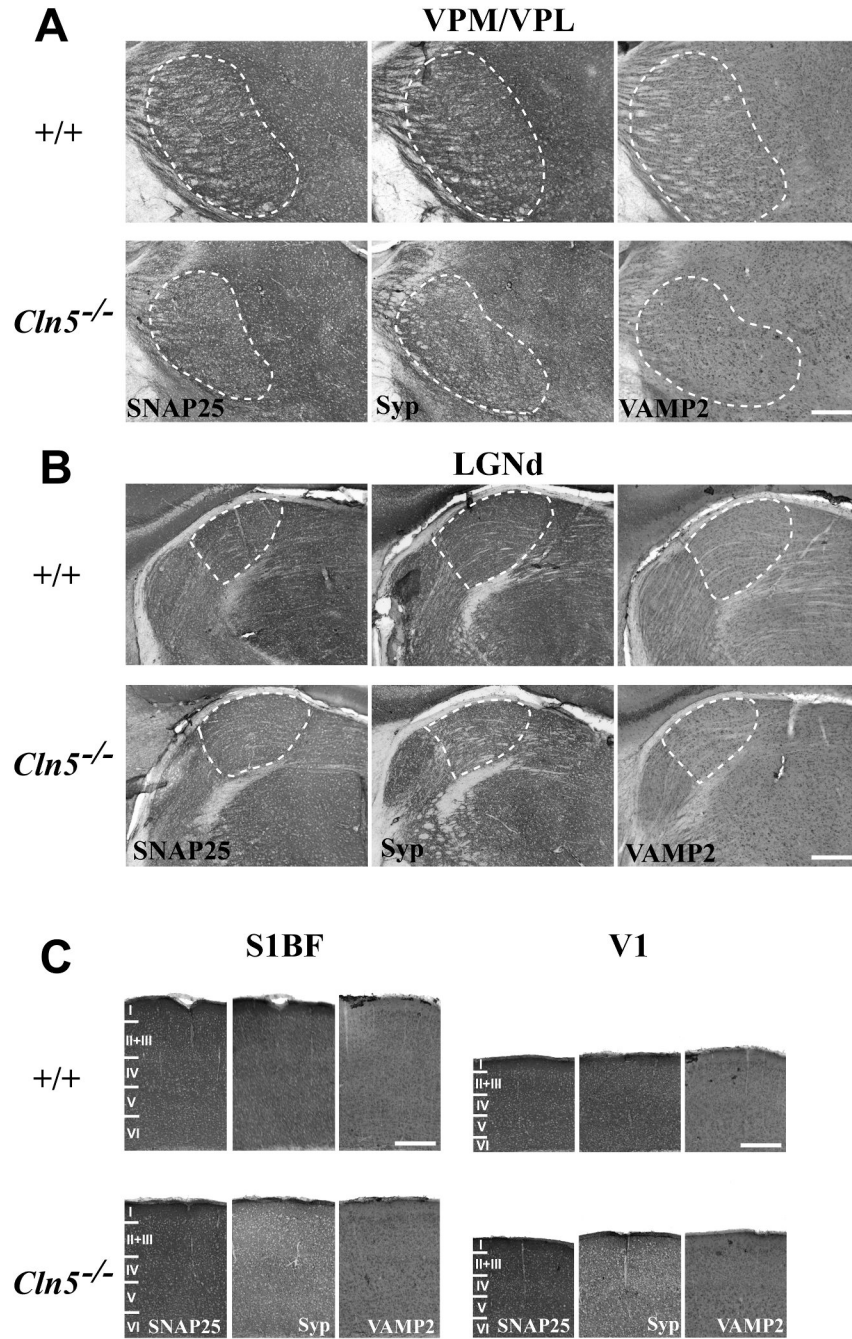 A
VPM/VPL
+/+
Cln5-/-
SNAP25
Syp
VAMP2
B
LGNd
+/+
Cln5-/-
SNAP25
Syp
VAMP2
C
S1BF
V1
+/+
I
II+III
IV
V
VI
I
II+III
IV
V
VI
Cln5-/-
I
II+III
IV
V
VI
SNAP25
Syp
VAMP2
I
II+III
IV
V
VI
SNAP25
Syp
VAMP2